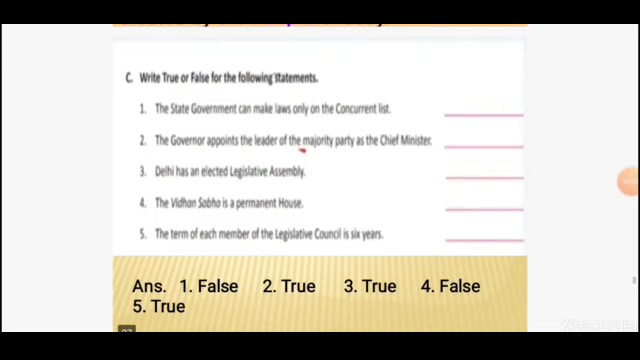 C. Write True or False for the following statements.
1. The State Government can make laws only on the Concurrent list.
2. The Governor appoints the leader of the majority party as the Chief Minister.
3. Delhi has an elected Legislative Assembly.
4. The Vidhan Sabha is a permanent House.
5. The term of each member of the Legislative Council is six years.
Ans. 1. False 2. True 3. True 4. False
5. True